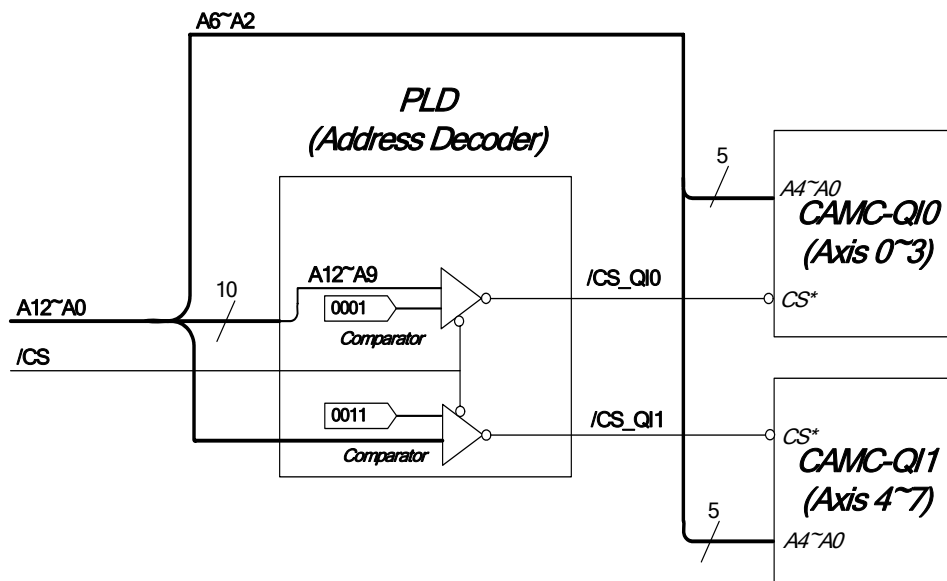 A6~A2
PLD
(Address Decoder)
5
A4~A0
CAMC-QI0
(Axis 0~3)
A12~A9
/CS_QI0
10
A12~A0
0001
CS*
Comparator
/CS
0011
/CS_QI1
CS*
Comparator
CAMC-QI1
(Axis 4~7)
5
A4~A0